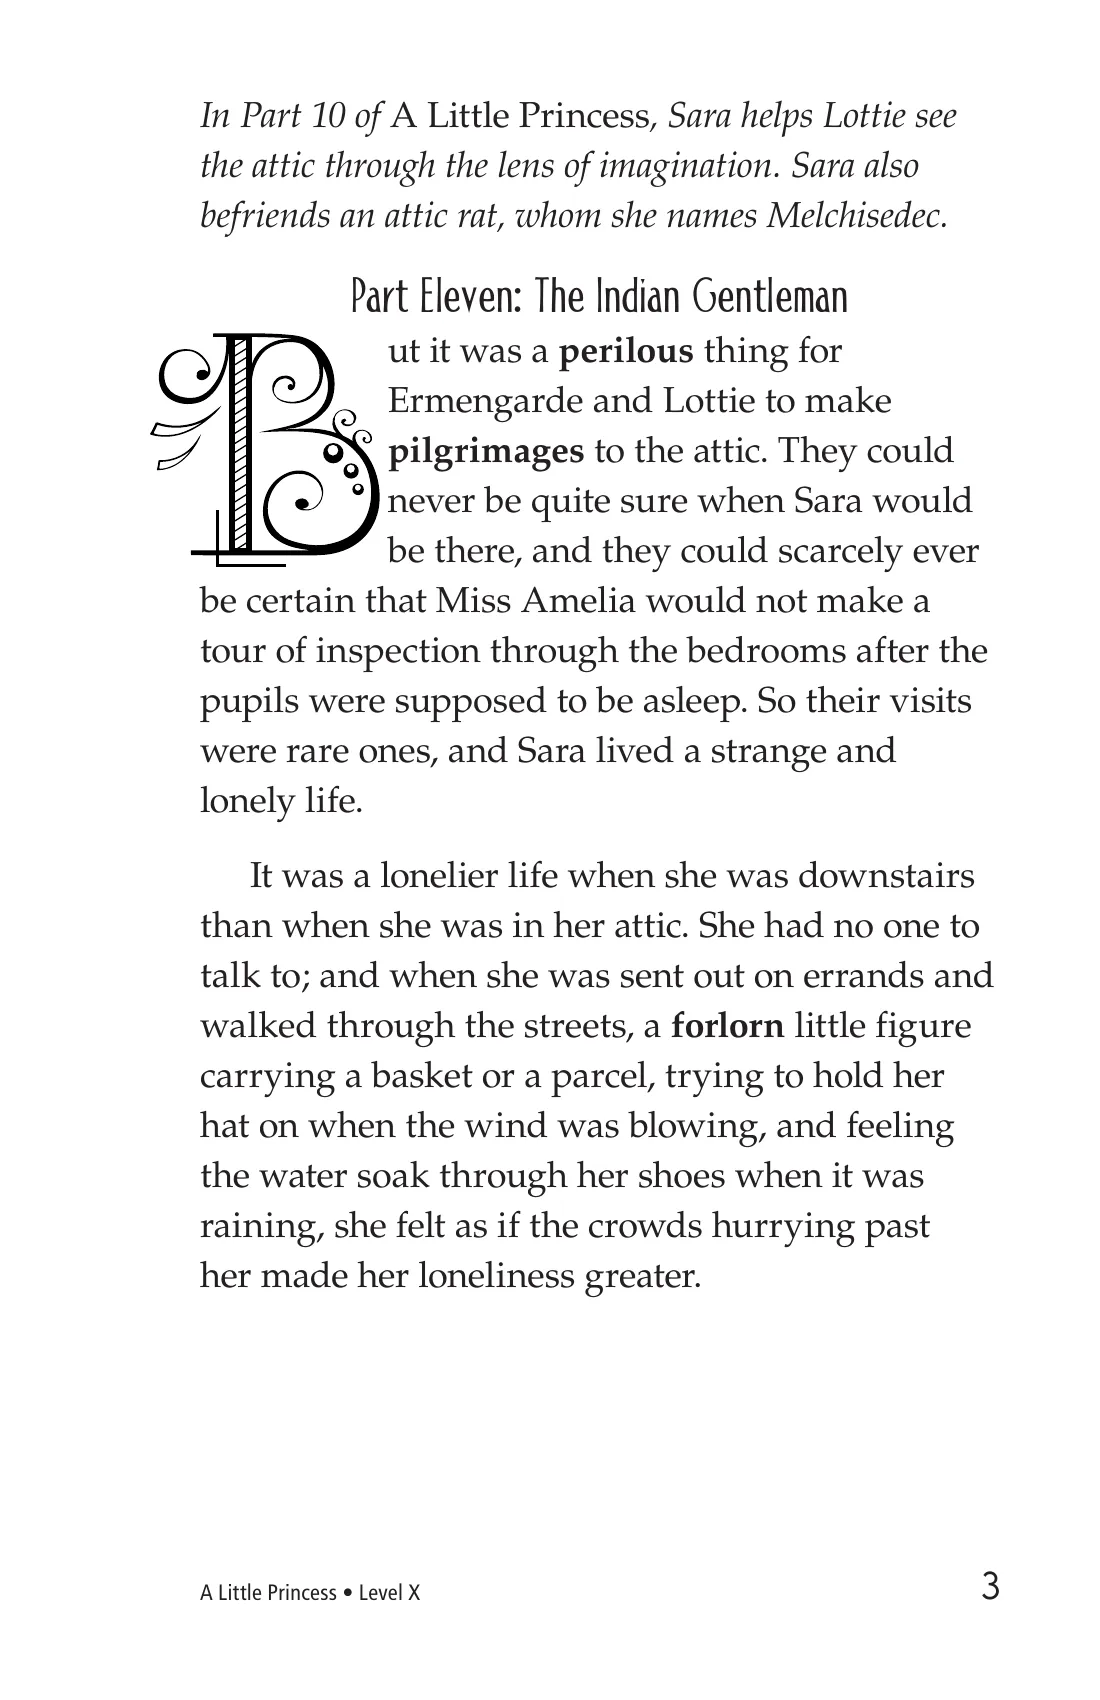 In Part 10 of A Little Princess, Sara helps Lottie see
the attic through the lens of imagination. Sara also
befriends an attic rat, whom she names Melchisedec.
Part Eleven: The Indian Gentleman
But it was a perilous thing for
Ermengarde and Lottie to make
pilgrimages to the attic. They could
never be quite sure when Sara would
be there, and they could scarcely ever
be certain that Miss Amelia would not make a
tour of inspection through the bedrooms after the
pupils were supposed to be asleep. So their visits
were rare ones, and Sara lived a strange and
lonely life.
It was a lonelier life when she was downstairs
than when she was in her attic. She had no one to
talk to; and when she was sent out on errands and
walked through the streets, a forlorn little figure
carrying a basket or a parcel, trying to hold her
hat on when the wind was blowing, and feeling
the water soak through her shoes when it was
raining, she felt as if the crowds hurrying past
her made her loneliness greater.
A Little Princess • Level X
3